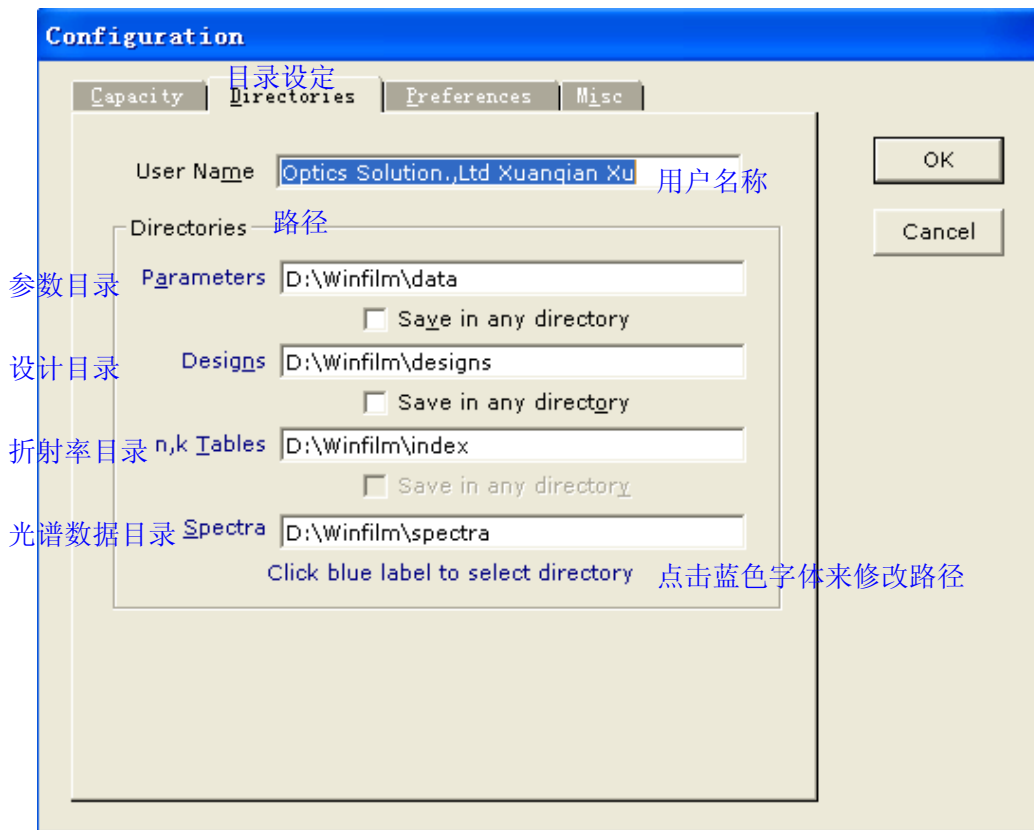 Configuration
目录设定
Capacity Directories Preferences Misc
User Name Optics Solution.,Ltd Xuanqian Xu 用户名称
OK
Directories 路径
Cancel
参数目录 Parameters D:\Winfilm\data
Save in any directory
设计目录 Designs D:\Winfilm\designs
Save in any directory
折射率目录 n,k Tables D:\Winfilm\index
Save in any directory
光谱数据目录 Spectra D:\Winfilm\spectra
Click blue label to select directory 点击蓝色字体来修改路径